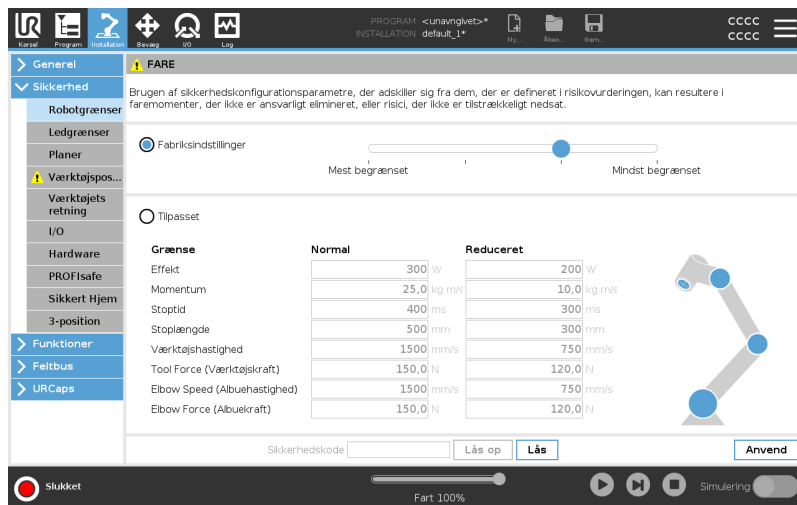 PROGRAM <unavngivet>*
INSTALLATION default_1*
CCCC
CCCC
Kørsel Program Installation Bevæg I/O Log Ny... Åben... Gem...
Generel
Sikkerhed
Robotgrænser
Ledgrænser
Planer
Værktøjspos...
Værktøjets
retning
I/O
Hardware
PROFIsafe
Sikkert Hjem
3-position
Funktioner
Feltbus
URCaps
FARE
Brugen af sikkerhedskonfigurationsparametre, der adskiller sig fra dem, der er defineret i risikovurderingen, kan resultere i
faremomenter, der ikke er ansvarligt elimineret, eller risici, der ikke er tilstrækkeligt nedsat.
Fabriksindstillinger
Mest begrænset Mindst begrænset
Tilpasset
Grænse Normal Reduceret
Effekt 300 W 200 W
Momentum 25,0 kg m/s 10,0 kg m/s
Stoptid 400 ms 300 ms
Stoplængde 500 mm 300 mm
Værktøjshastighed 1500 mm/s 750 mm/s
Tool Force (Værktøjskraft) 150,0 N 120,0 N
Elbow Speed (Albuehastighed) 1500 mm/s 750 mm/s
Elbow Force (Albuekraft) 150,0 N 120,0 N
Sikkerhedskode Lås op Lås Anvend
Slukket Fart 100% Simulering